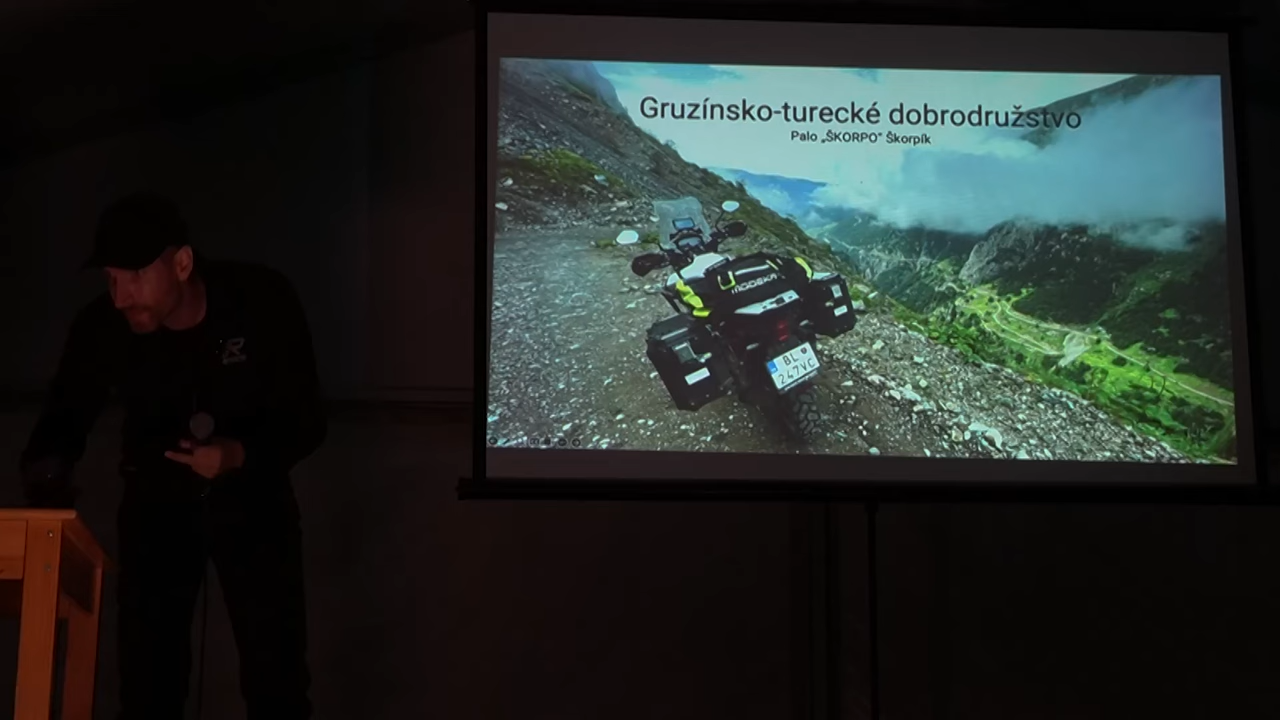 Gruzínsko-turecké dobrodružstvo
Palo „ŠKORPO" Škorpík
MODEKA
BL
247VC